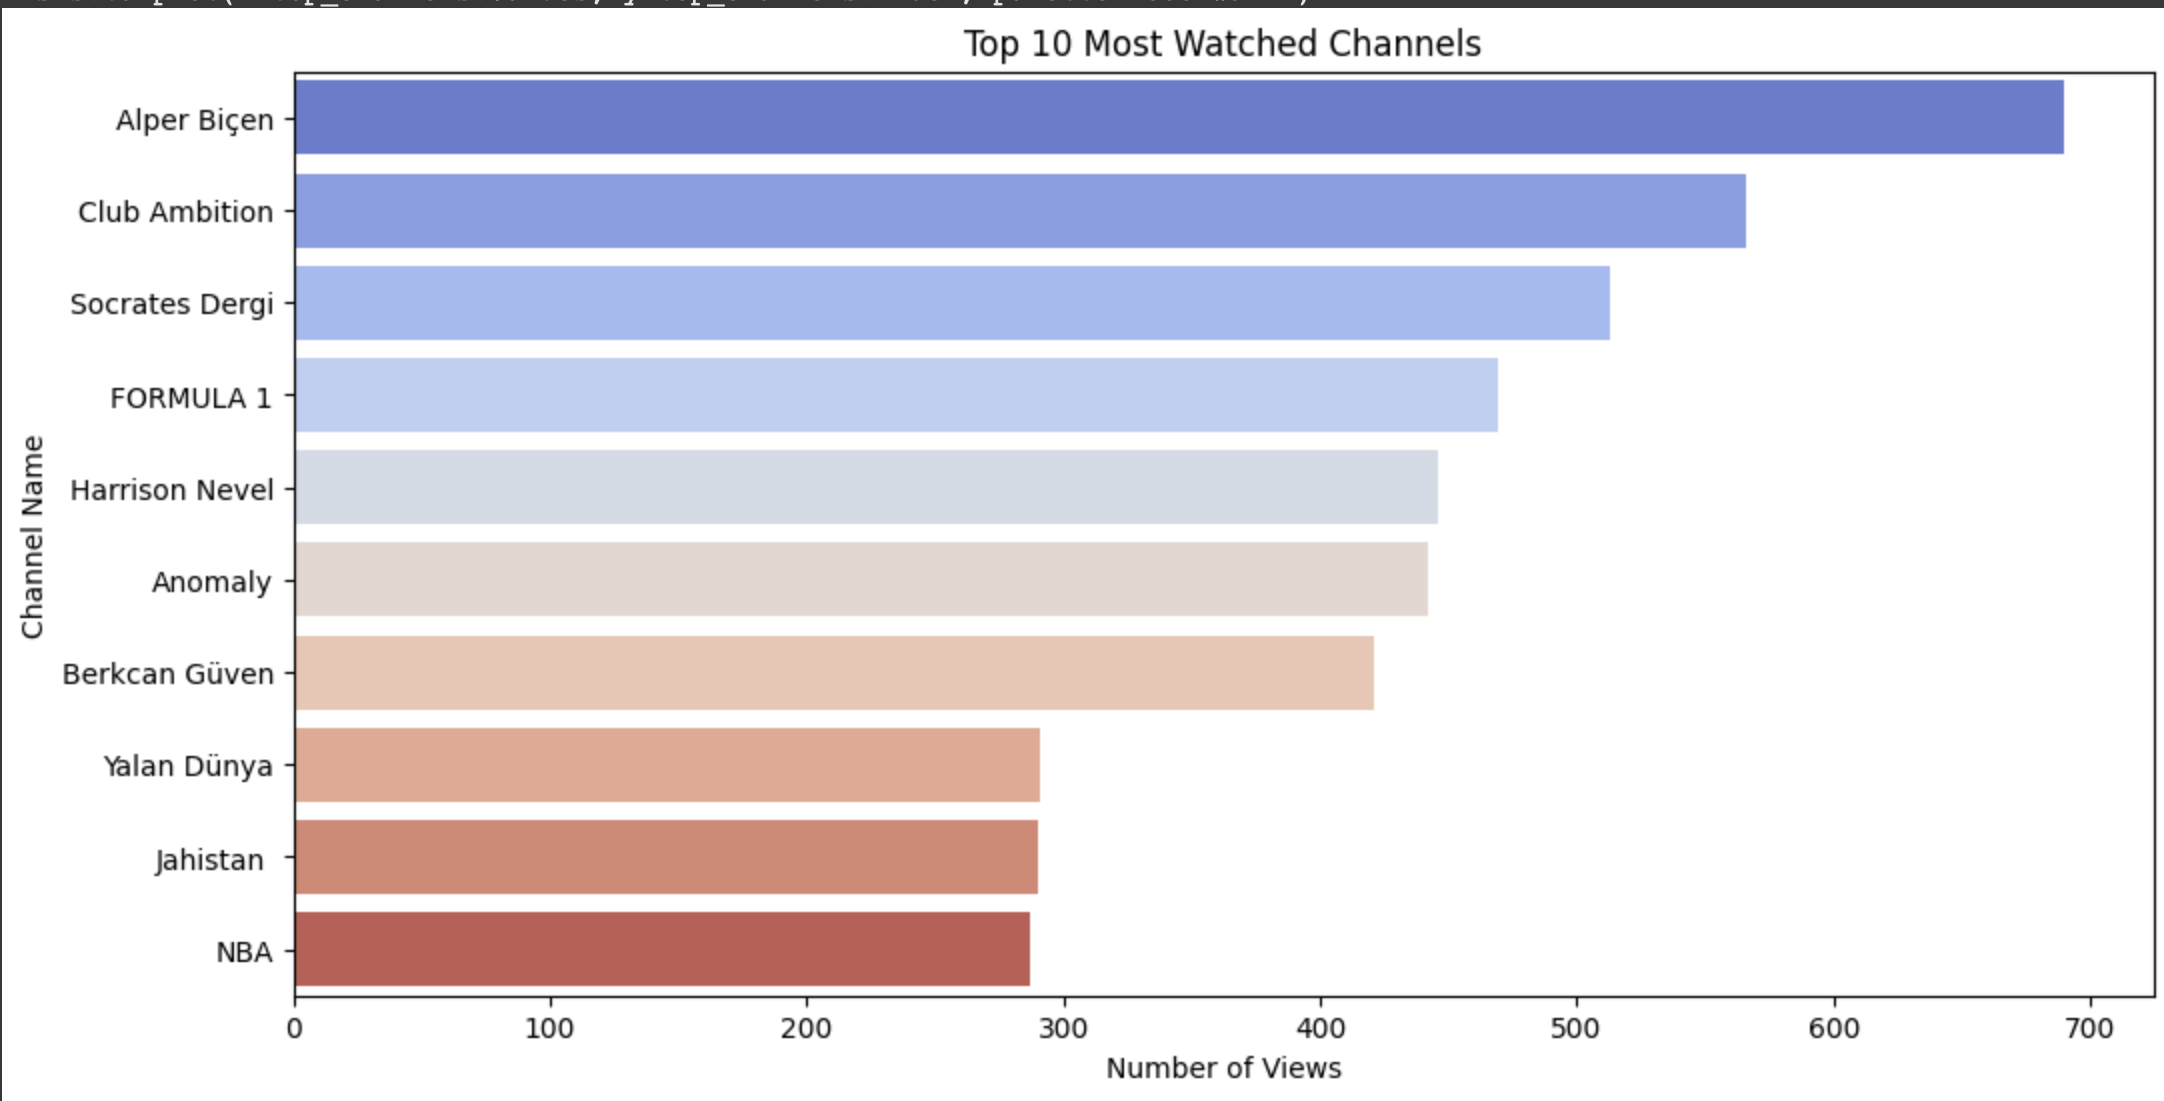 Top 10 Most Watched Channels
Alper Biçen
Club Ambition
Socrates Dergi
FORMULA 1
Harrison Nevel
Anomaly
Berkcan Güven
Yalan Dünya
Jahistan
NBA
Channel Name
0 100 200 300 400 500 600 700
Number of Views